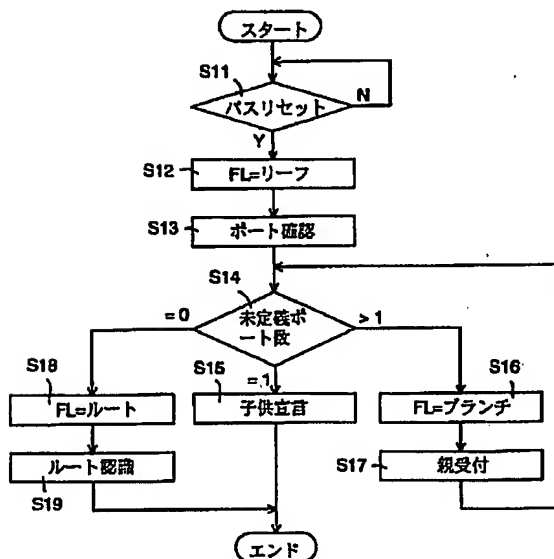 スタート
S11
バスリセット
N
Y
S12
FL=リーフ
S13
ポート確認
S14
未定義ポ
ート数
=0
=1
>1
S18
FL=ルート
S15
子供宣言
S16
FL=ブランチ
ルート認識
S19
S17
親受付
エンド